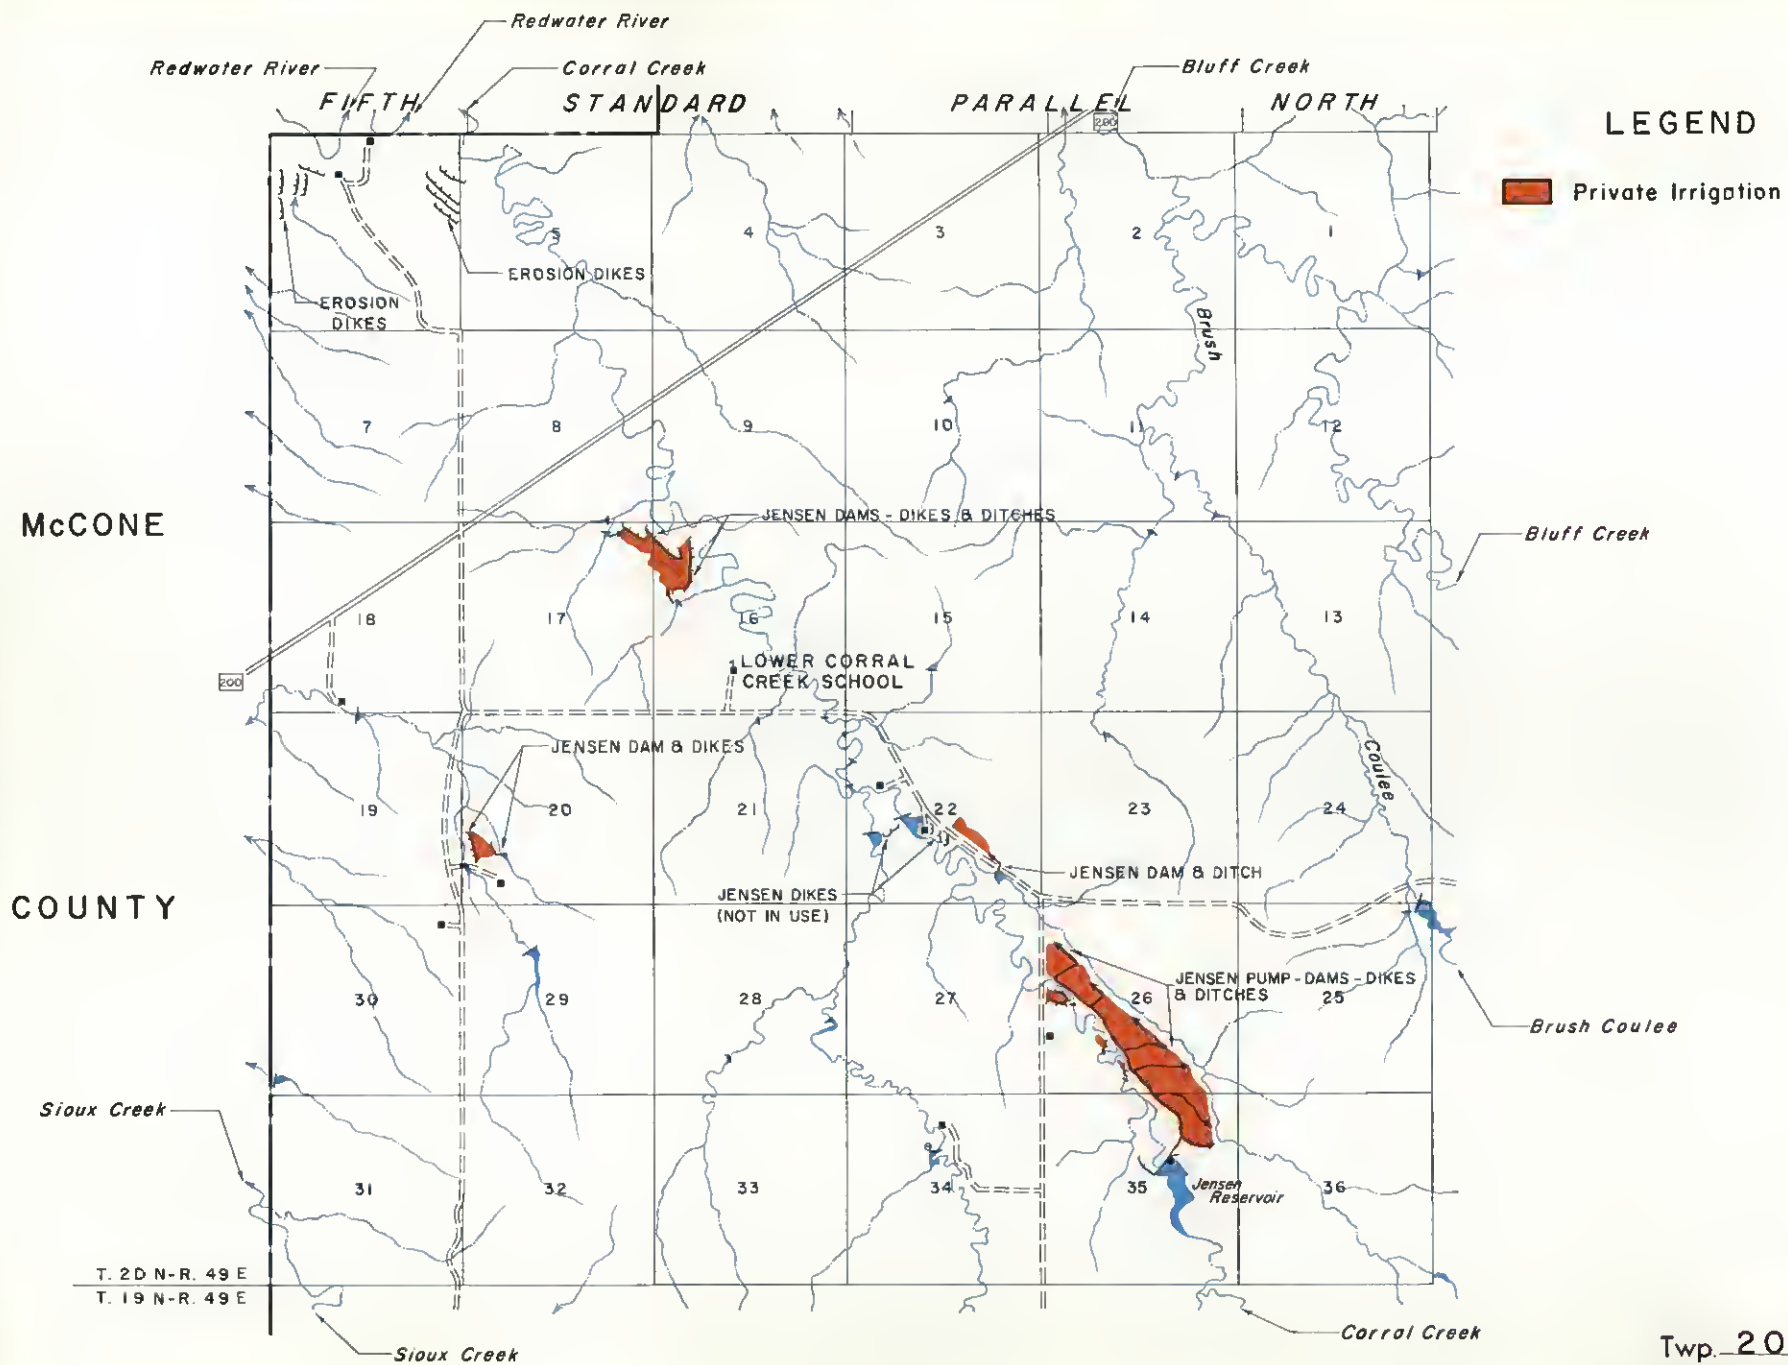 Redwater River
Redwater River
Corral Creek
Bluff Creek
FIFTH STANDARD PARALLEL NORTH
200
LEGEND
Private Irrigation
5
4
3
2
1
EROSION DIKES
EROSION
DIKES
Brush
7
8
9
10
11
12
McCONE
JENSEN DAMS - DIKES & DITCHES
Bluff Creek
18
17
16
15
14
13
LOWER CORRAL
CREEK SCHOOL
200
JENSEN DAM & DIKES
Coulee
19
20
21
22
23
24
JENSEN DAM & DITCH
JENSEN DIKES
(NOT IN USE)
COUNTY
JENSEN PUMP-DAMS-DIKES
& DITCHES
30
29
28
27
26
25
Brush Coulee
Sioux Creek
31
32
33
34
35
36
Jensen
Reservoir
T. 20 N-R. 49 E
T. 19 N-R. 49 E
Corral Creek
Sioux Creek
Twp. 20